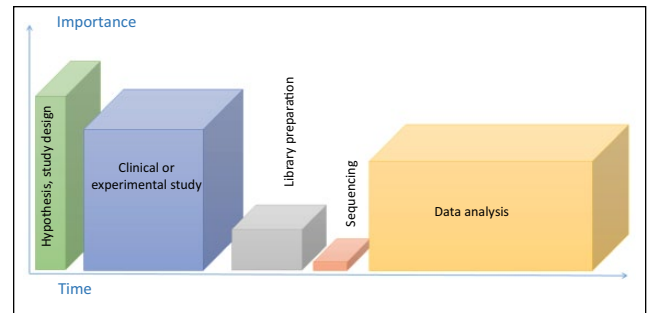 Importance
Hypothesis, study design
Clinical or
experimental study
Library preparation
Sequencing
Data analysis
Time